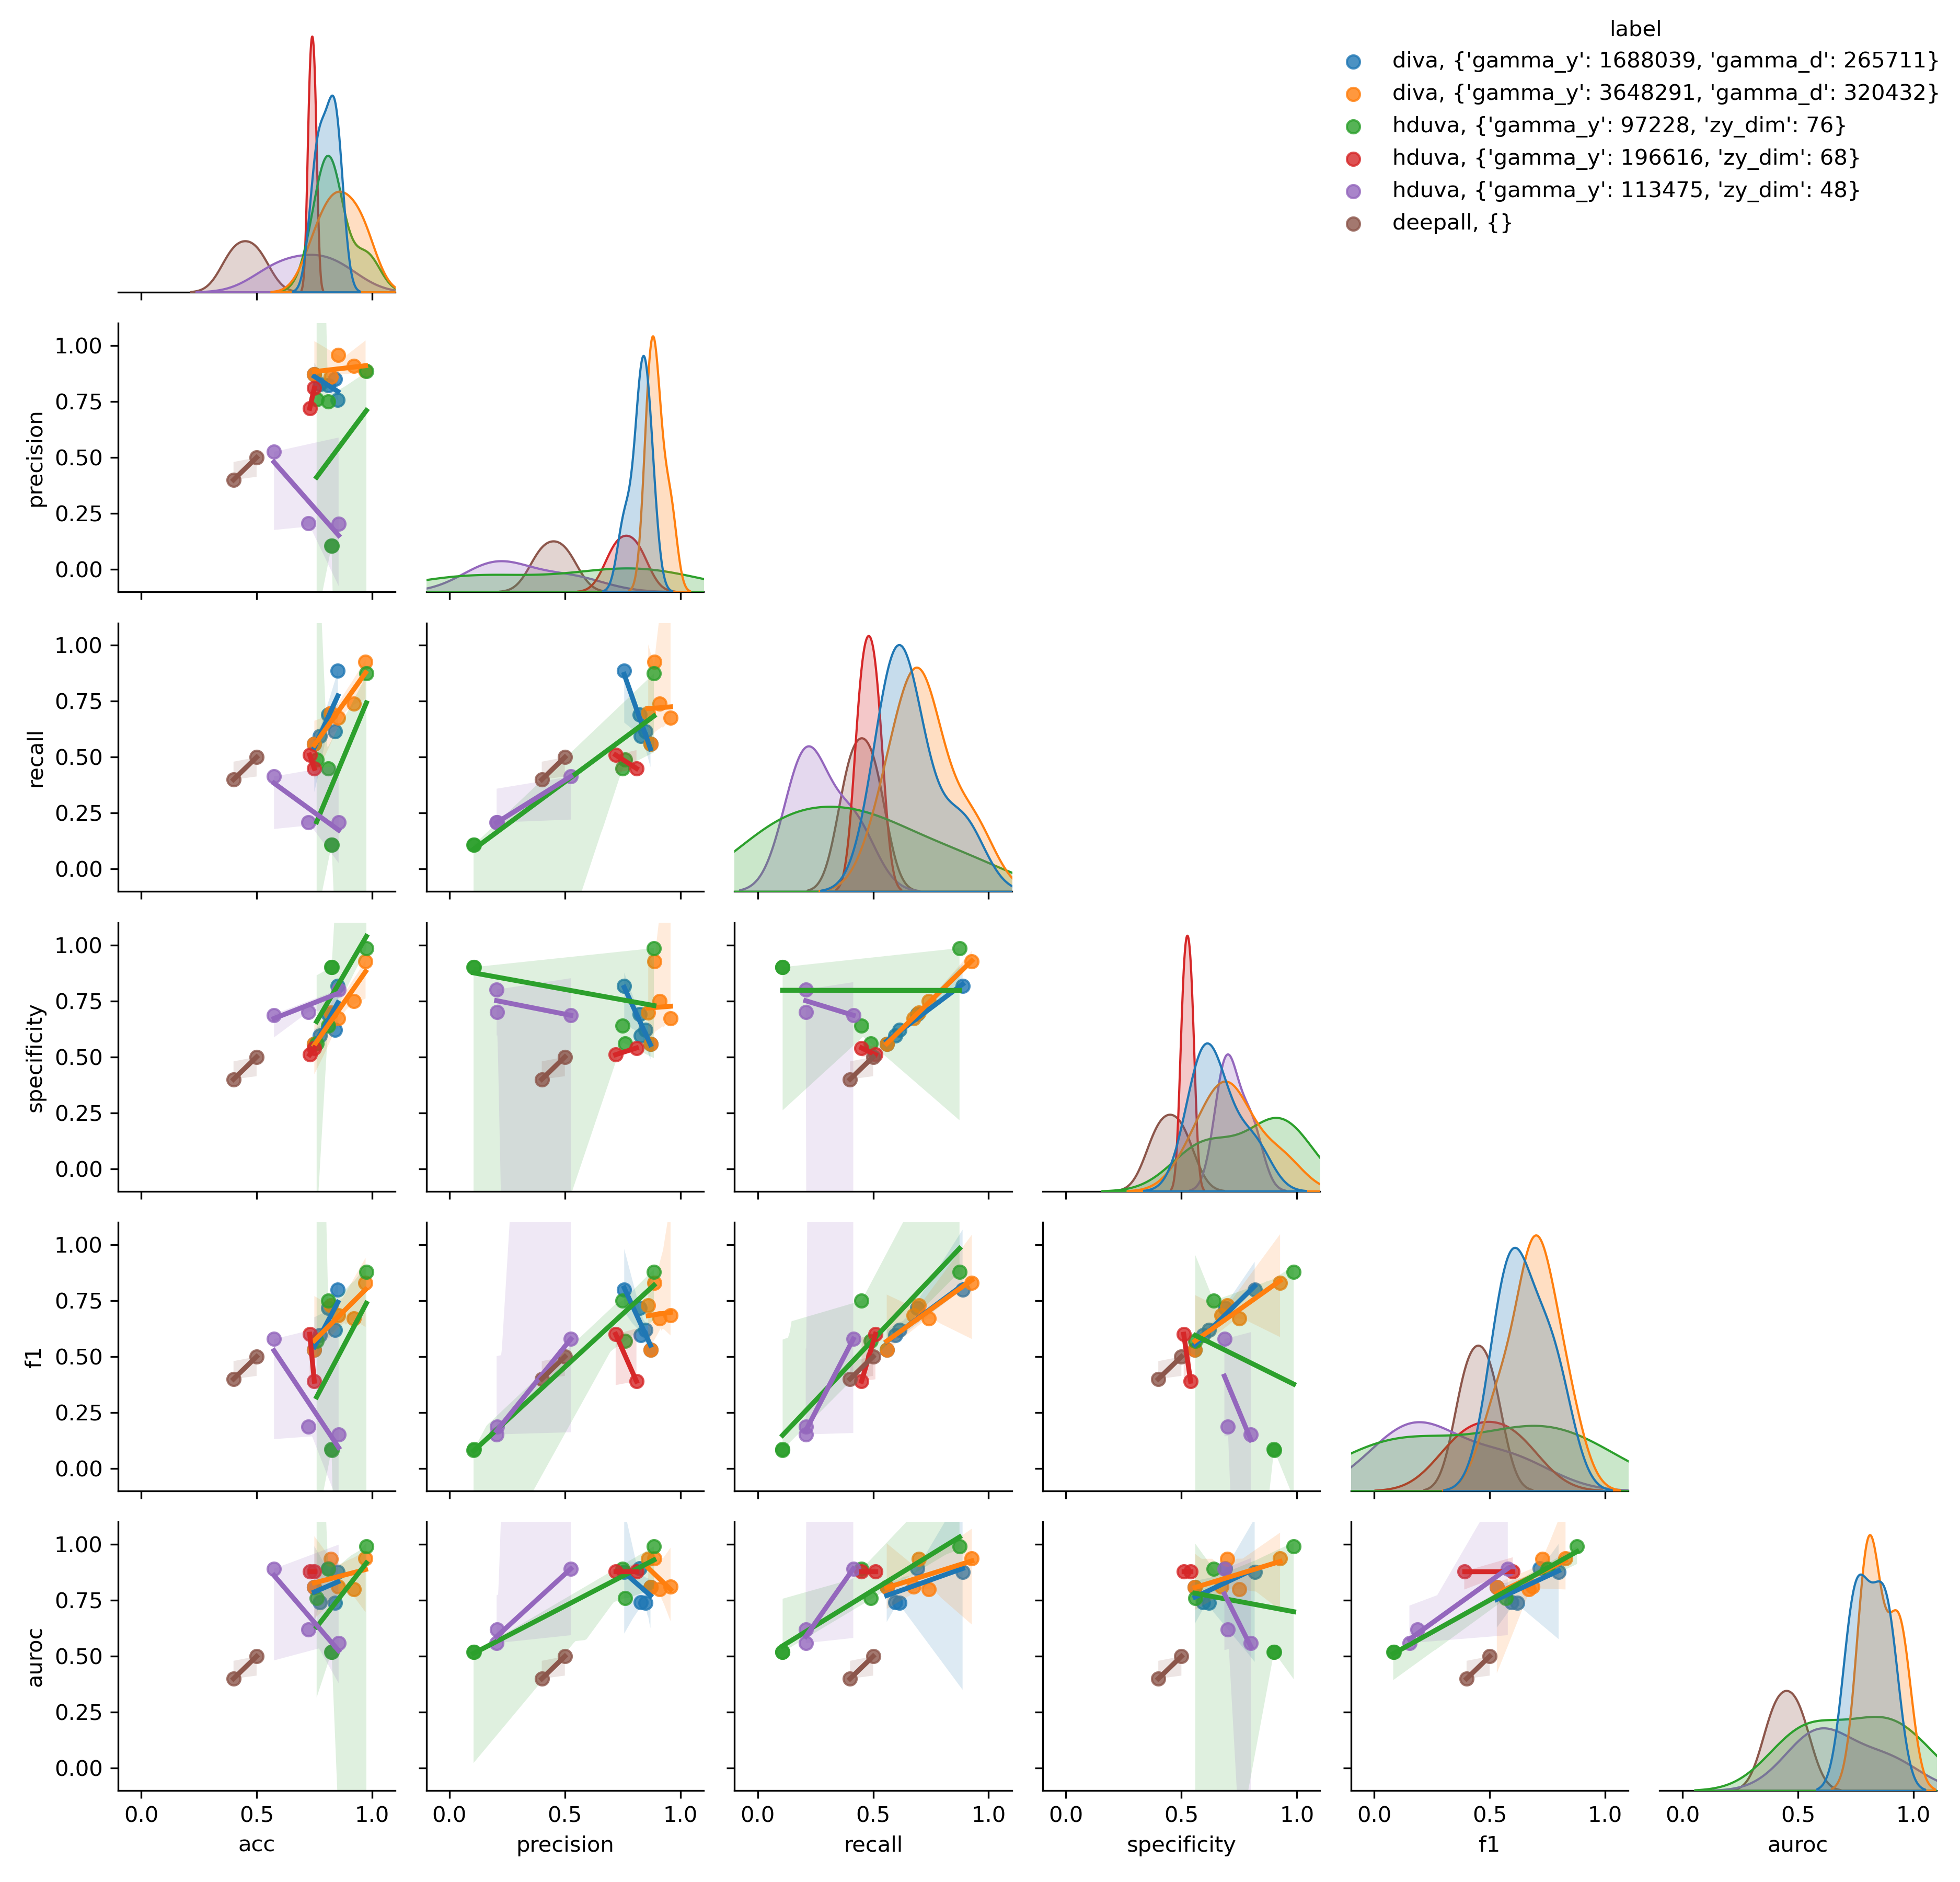 label
diva, {'gamma_y': 1688039, 'gamma_d': 265711}
diva, {'gamma_y': 3648291, 'gamma_d': 320432}
hduva, {'gamma_y': 97228, 'zy_dim': 76}
hduva, {'gamma_y': 196616, 'zy_dim': 68}
hduva, {'gamma_y': 113475, 'zy_dim': 48}
deepall, {}
1.00
0.75
0.50
0.25
0.00
precision
1.00
0.75
0.50
0.25
0.00
recall
1.00
0.75
0.50
0.25
0.00
specificity
1.00
0.75
0.50
0.25
0.00
f1
1.00
0.75
0.50
0.25
0.00
auroc
0.0 0.5 1.0 0.0 0.5 1.0 0.0 0.5 1.0 0.0 0.5 1.0 0.0 0.5 1.0 0.0 0.5 1.0
acc precision recall specificity f1 auroc